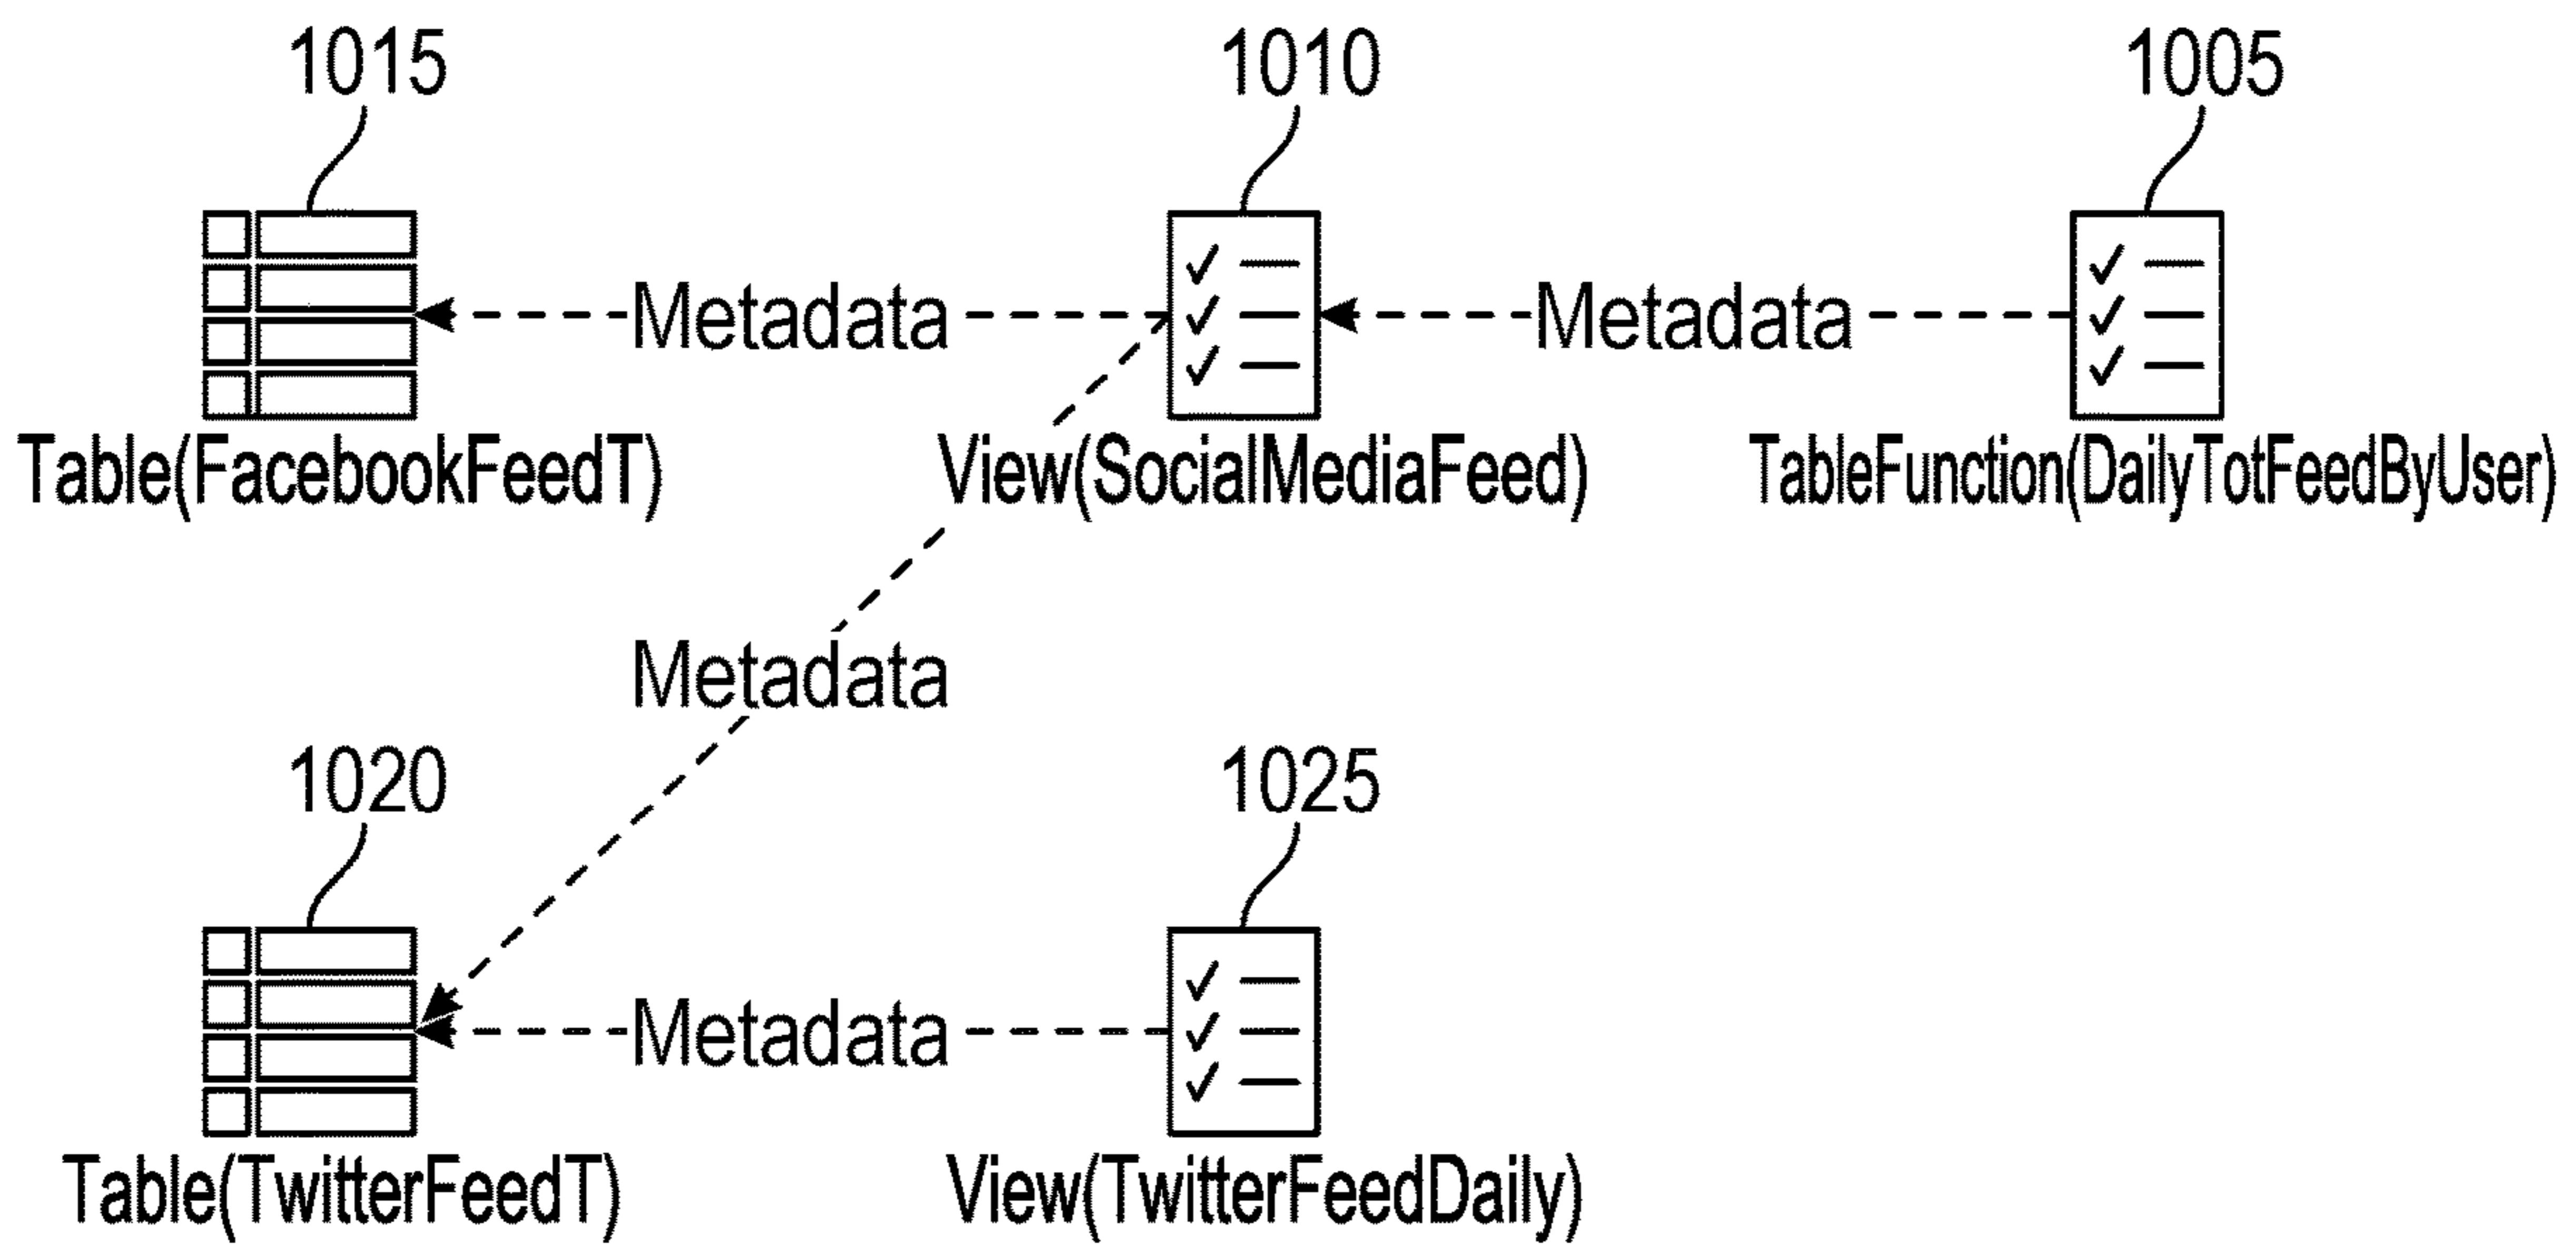 1015
1010
1005
Metadata
Metadata
Table(FacebookFeedT)
View(SocialMediaFeed)
TableFunction(DailyTotFeedByUser)
Metadata
1020
1025
Metadata
Table(TwitterFeedT)
View(TwitterFeedDaily)